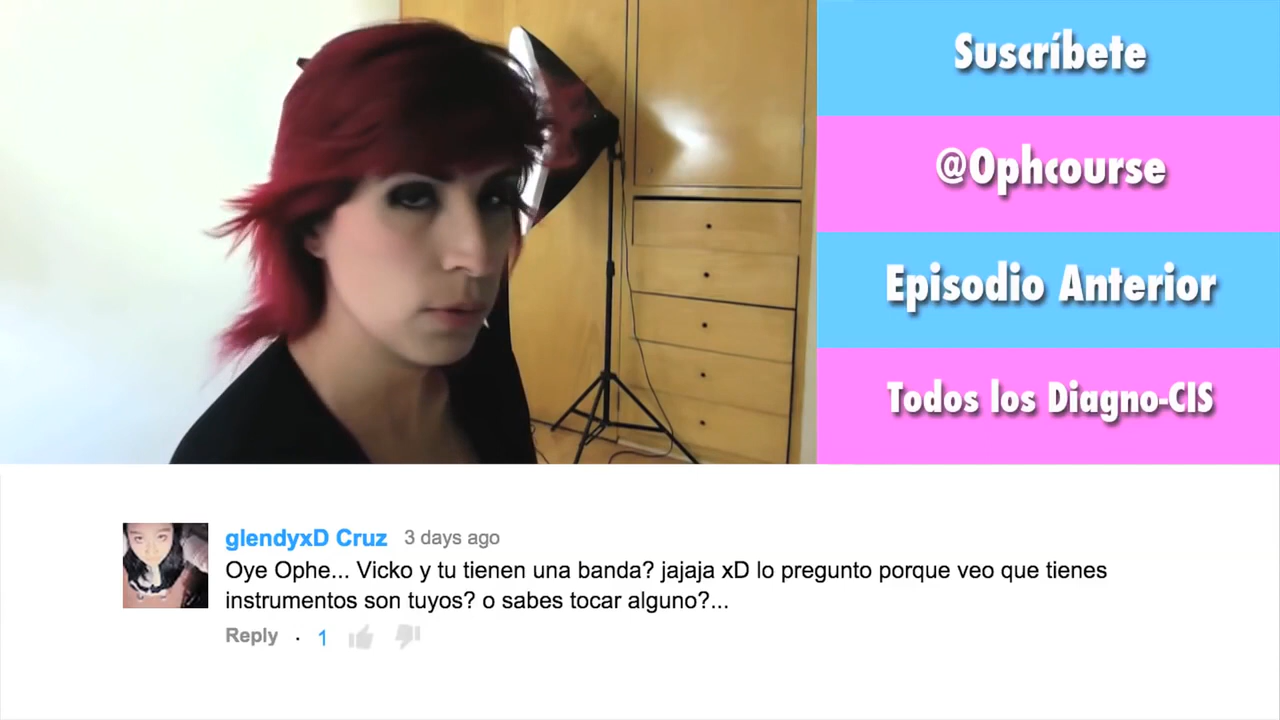 Suscríbete
@Ophcourse
Episodio Anterior
Todos los Diagno-CIS
glendyxD Cruz 3 days ago
Oye Ophe... Vicko y tu tienen una banda? jajaja xD lo pregunto porque veo que tienes
instrumentos son tuyos? o sabes tocar alguno?...
Reply · 1